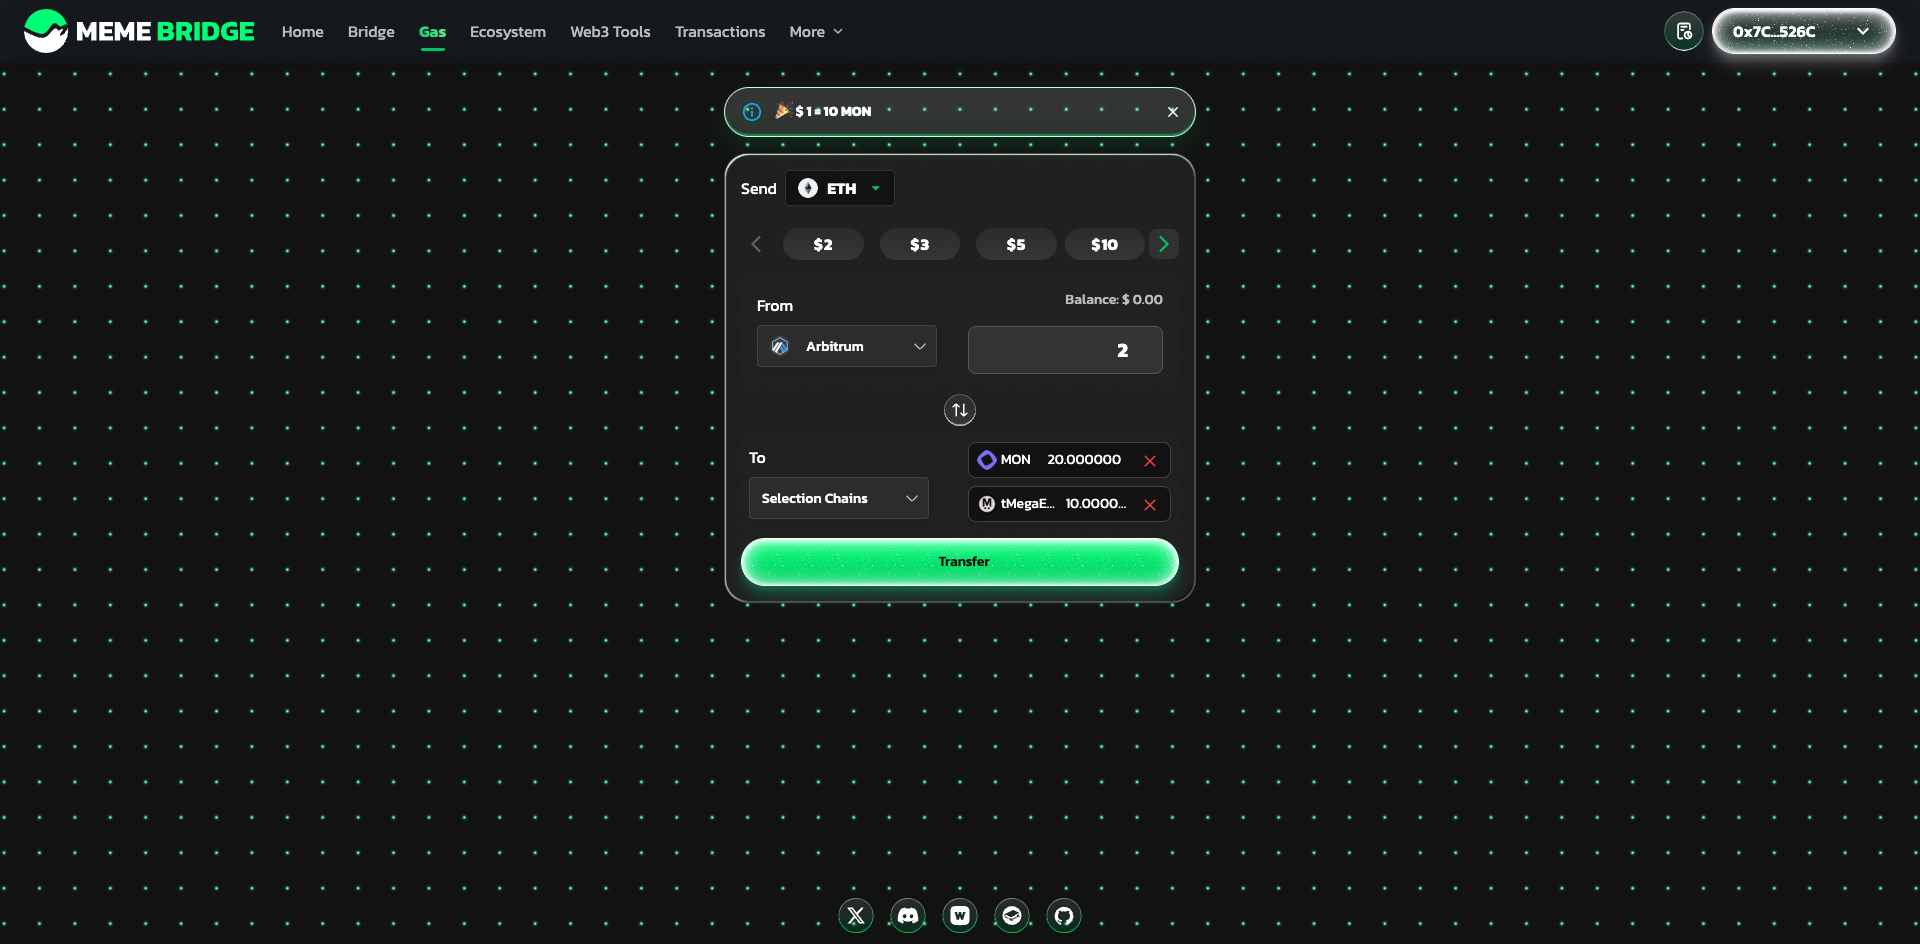 MEME BRIDGE
Home Bridge Gas Ecosystem Web3 Tools Transactions More
0x7C...526C
$ 1 = 10 MON
Send ETH
$2 $3 $5 $10
From
Balance: $ 0.00
Arbitrum
2
To
Selection Chains
MON 20.000000
tMegaE... 10.0000...
Transfer